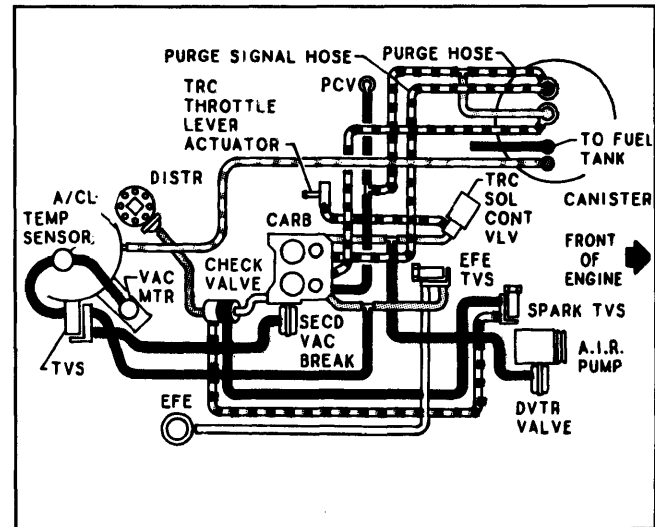 PURGE SIGNAL HOSE
PURGE HOSE
TRC
THROTTLE
LEVER
ACTUATOR
PCV
TO FUEL
TANK
DISTR
A/CL
TEMP
SENSOR
CARB
TRC
SOL
CONT
VLV
CANISTER
VAC
MTR
CHECK
VALVE
EFE
TVS
FRONT
OF
ENGINE
SECD
VAC
BREAK
SPARK TVS
TVS
A.I.R.
PUMP
EFE
DVTR
VALVE